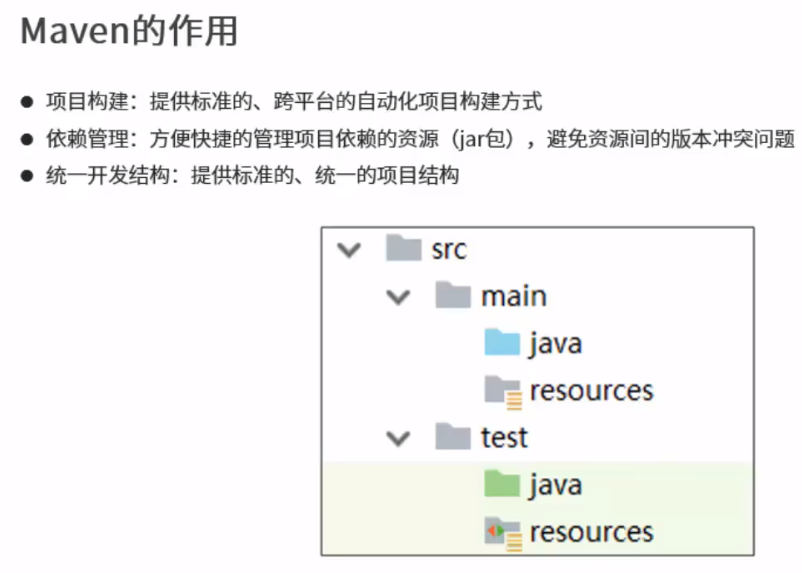 Maven的作用
● 项目构建：提供标准的、跨平台的自动化项目构建方式
● 依赖管理：方便快捷的管理项目依赖的资源（jar包），避免资源间的版本冲突问题
● 统一开发结构：提供标准的、统一的项目结构
src
main
java
resources
test
java
resources